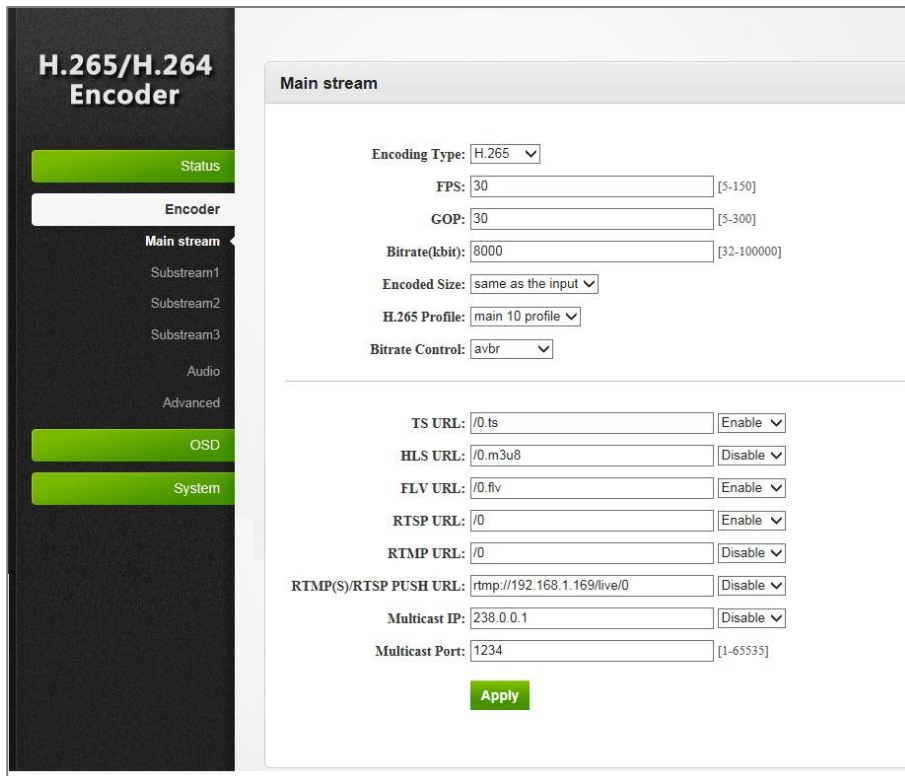 H.265/H.264
Encoder
Status
Encoder
Main stream
Substream1
Substream2
Substream3
Audio
Advanced
OSD
System
Main stream
Encoding Type: H.265
FPS: 30 [5-150]
GOP: 30 [5-300]
Bitrate(kbit): 8000 [32-100000]
Encoded Size: same as the input
H.265 Profile: main 10 profile
Bitrate Control: avbr
TS URL: /0.ts Enable
HLS URL: /0.m3u8 Disable
FLV URL: /0.flv Enable
RTSP URL: /0 Enable
RTMP URL: /0 Disable
RTMP(S)/RTSP PUSH URL: rtmp://192.168.1.169/live/0 Disable
Multicast IP: 238.0.0.1 Disable
Multicast Port: 1234 [1-65535]
Apply